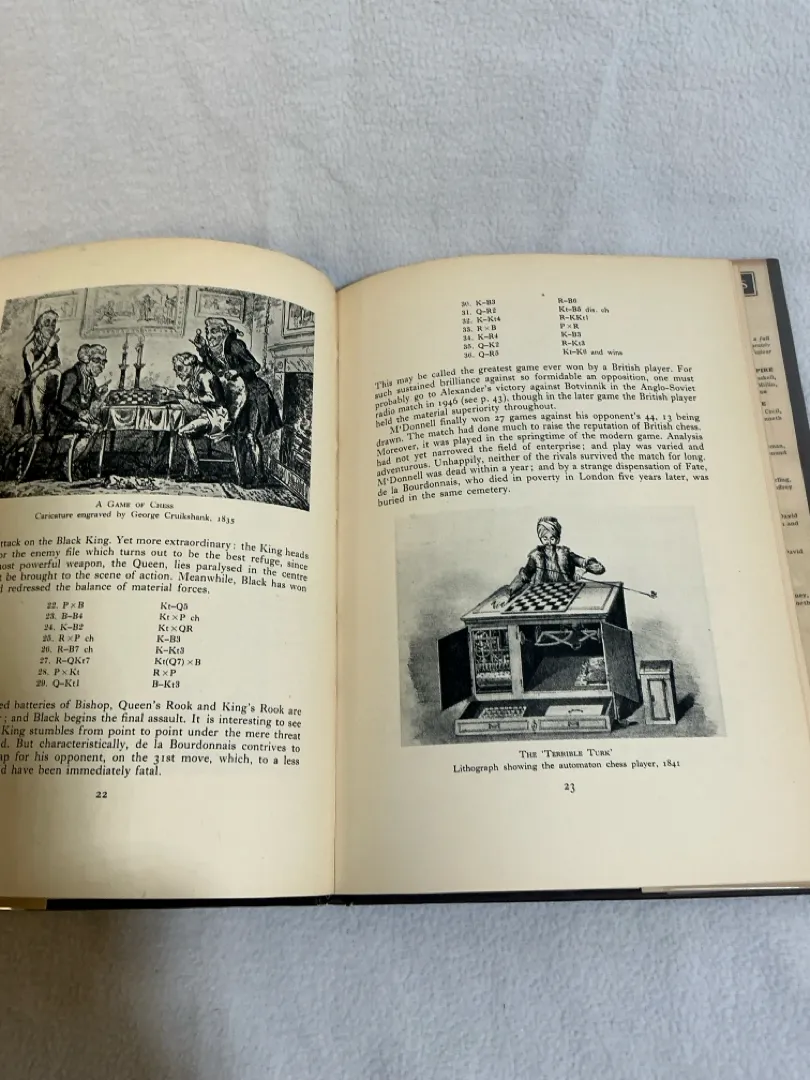 A GAME OF CHESS
Caricature engraved by George Cruikshank, 1835
ttack on the Black King. Yet more extraordinary: the King heads
or the enemy file which turns out to be the best refuge, since
nost powerful weapon, the Queen, lies paralysed in the centre
t be brought to the scene of action. Meanwhile, Black has won
d redressed the balance of material forces.
22. P×B Kt–Q5
23. B–B4 Kt×P ch
24. K–B2 Kt×QR
25. R×P ch K–B3
26. R–B7 ch K–Kt3
27. R–QKt7 Kt(Q7)×B
28. P×Kt R×P
29. Q–Kt1 B–Kt3
ed batteries of Bishop, Queen's Rook and King's Rook are
; and Black begins the final assault. It is interesting to see
King stumbles from point to point under the mere threat
d. But characteristically, de la Bourdonnais contrives to
ap for his opponent, on the 31st move, which, to a less
d have been immediately fatal.
22
30. K–B3 R–B6
31. Q–R2 Kt–B5 dis. ch
32. K–Kt4 R–KKt1
33. R×B P×R
34. K–R4 K–B3
35. Q–K2 R–Kt3
36. Q–R5 Kt–K6 and wins
This may be called the greatest game ever won by a British player. For
such sustained brilliance against so formidable an opposition, one must
probably go to Alexander's victory against Botvinnik in the Anglo-Soviet
radio match in 1946 (see p. 43), though in the later game the British player
held the material superiority throughout.
M'Donnell finally won 27 games against his opponent's 44, 13 being
drawn. The match had done much to raise the reputation of British chess.
Moreover, it was played in the springtime of the modern game. Analysis
had not yet narrowed the field of enterprise; and play was varied and
adventurous. Unhappily, neither of the rivals survived the match for long.
M'Donnell was dead within a year; and by a strange dispensation of Fate,
de la Bourdonnais, who died in poverty in London five years later, was
buried in the same cemetery.
THE 'TERRIBLE TURK'
Lithograph showing the automaton chess player, 1841
23